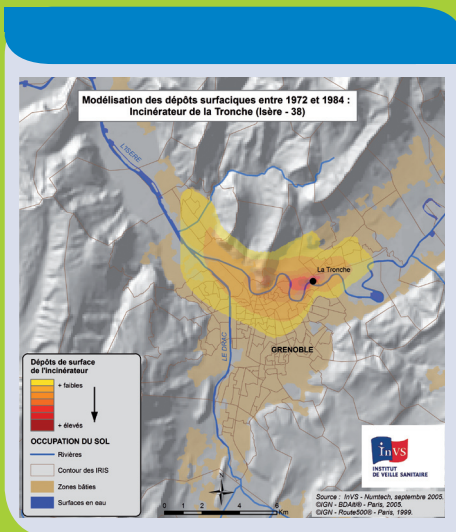 Modélisation des dépôts surfaciques entre 1972 et 1984 :
Incinérateur de la Tronche (Isère - 38)
L'ISÈRE
La Tronche
LE DRAC
GRENOBLE
Dépôts de surface
de l'incinérateur
+ faibles
+ élevés
OCCUPATION DU SOL
Rivières
Contour des IRIS
Zones bâties
Surfaces en eau
N
0 2 4 6
Km
InVS
INSTITUT
DE VEILLE SANITAIRE
Source : InVS - Numtech, septembre 2005.
©IGN - BDAlti® - Paris, 2005.
©IGN - Route500® - Paris, 1999.